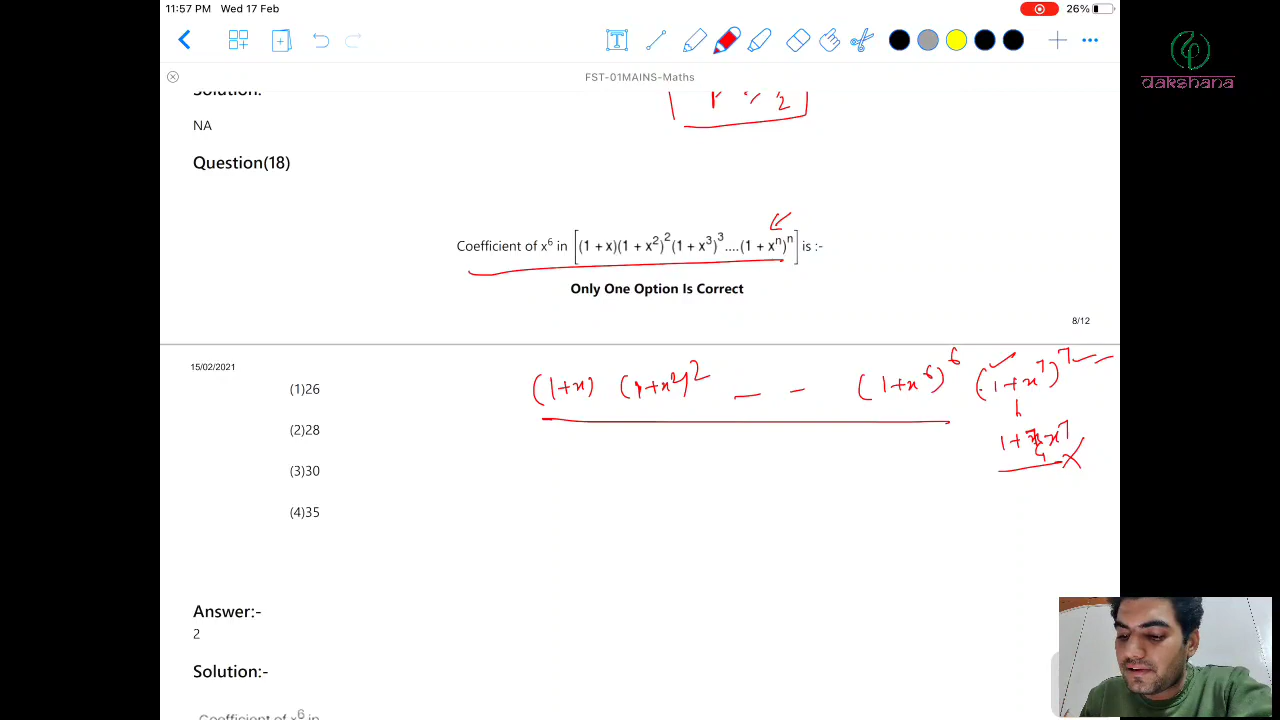 11:57 PM Wed 17 Feb
26%
dakshana
FST-01MAINS-Maths
Solution:
NA
Question(18)
Coefficient of x⁶ in [(1 + x)(1 + x²)²(1 + x³)³....(1 + xⁿ)ⁿ] is :-
Only One Option Is Correct
8/12
15/02/2021
(1+x) (1+x²)² _ - (1+x⁶)⁶ (1+x⁷)⁷
(1)26
(2)28
1 + x⁷
(3)30
(4)35
Answer:-
2
Solution:-
Coefficient of x⁶ in